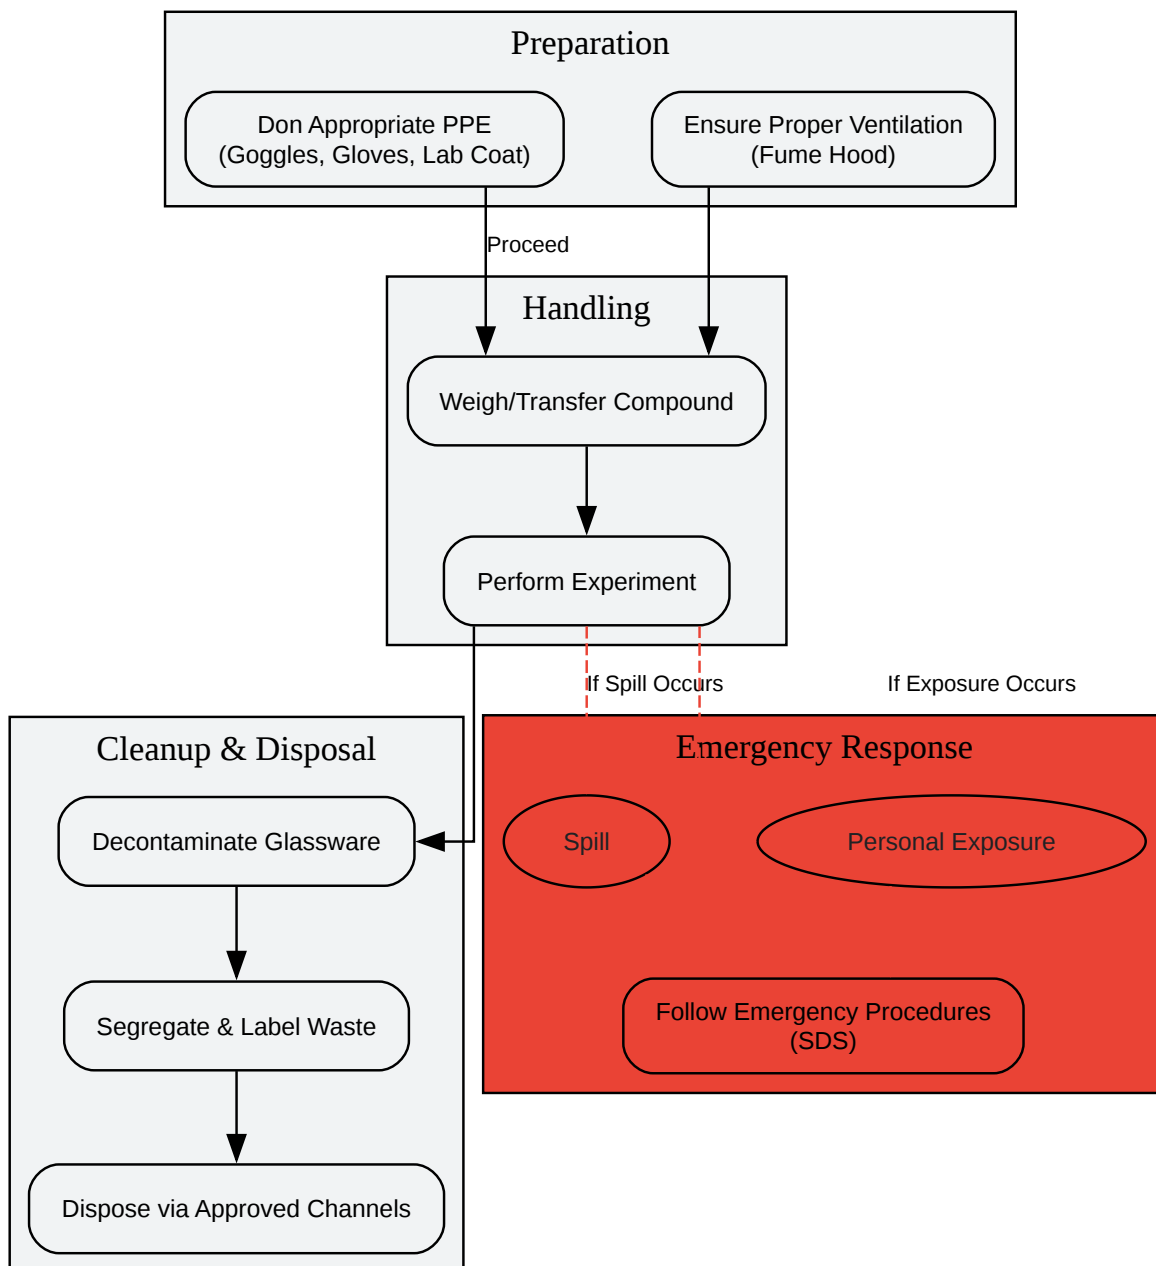 Preparation
Don Appropriate PPE
(Goggles, Gloves, Lab Coat)
Ensure Proper Ventilation
(Fume Hood)
Proceed
Handling
Weigh/Transfer Compound
Perform Experiment
If Spill Occurs
If Exposure Occurs
Cleanup & Disposal
Decontaminate Glassware
Segregate & Label Waste
Dispose via Approved Channels
Emergency Response
Spill
Personal Exposure
Follow Emergency Procedures
(SDS)